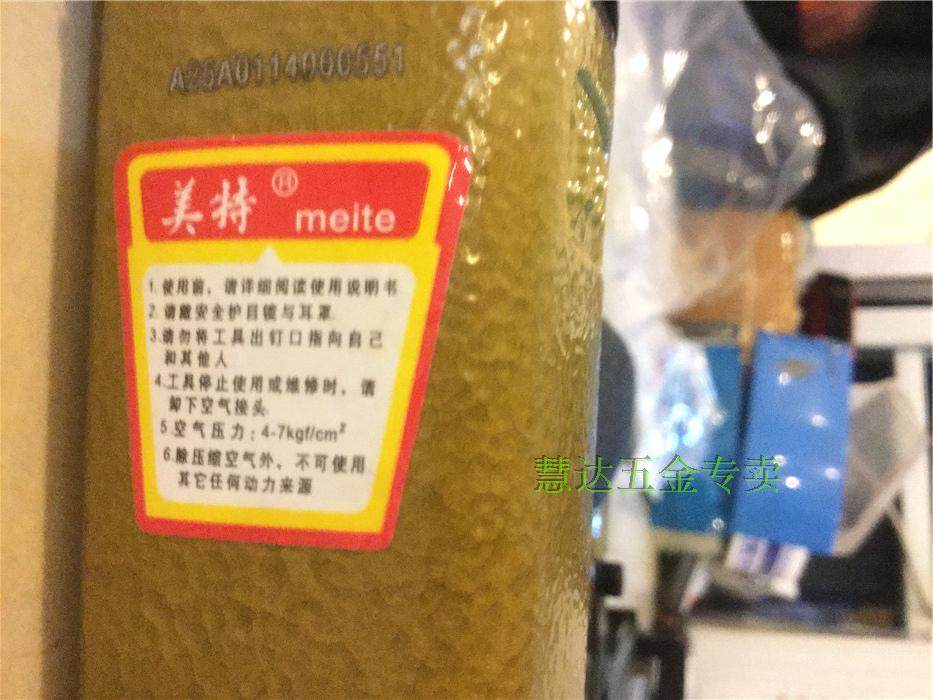 A25A0114000551
美特 ® meite
1.使用前，请详细阅读使用说明书
2.请戴安全护目镜与耳罩
3.请勿将工具出钉口指向自己
和其他人
4.工具停止使用或维修时，请
卸下空气接头
5.空气压力：4-7kgf/cm²
6.除压缩空气外，不可使用
其它任何动力来源
慧达五金专卖